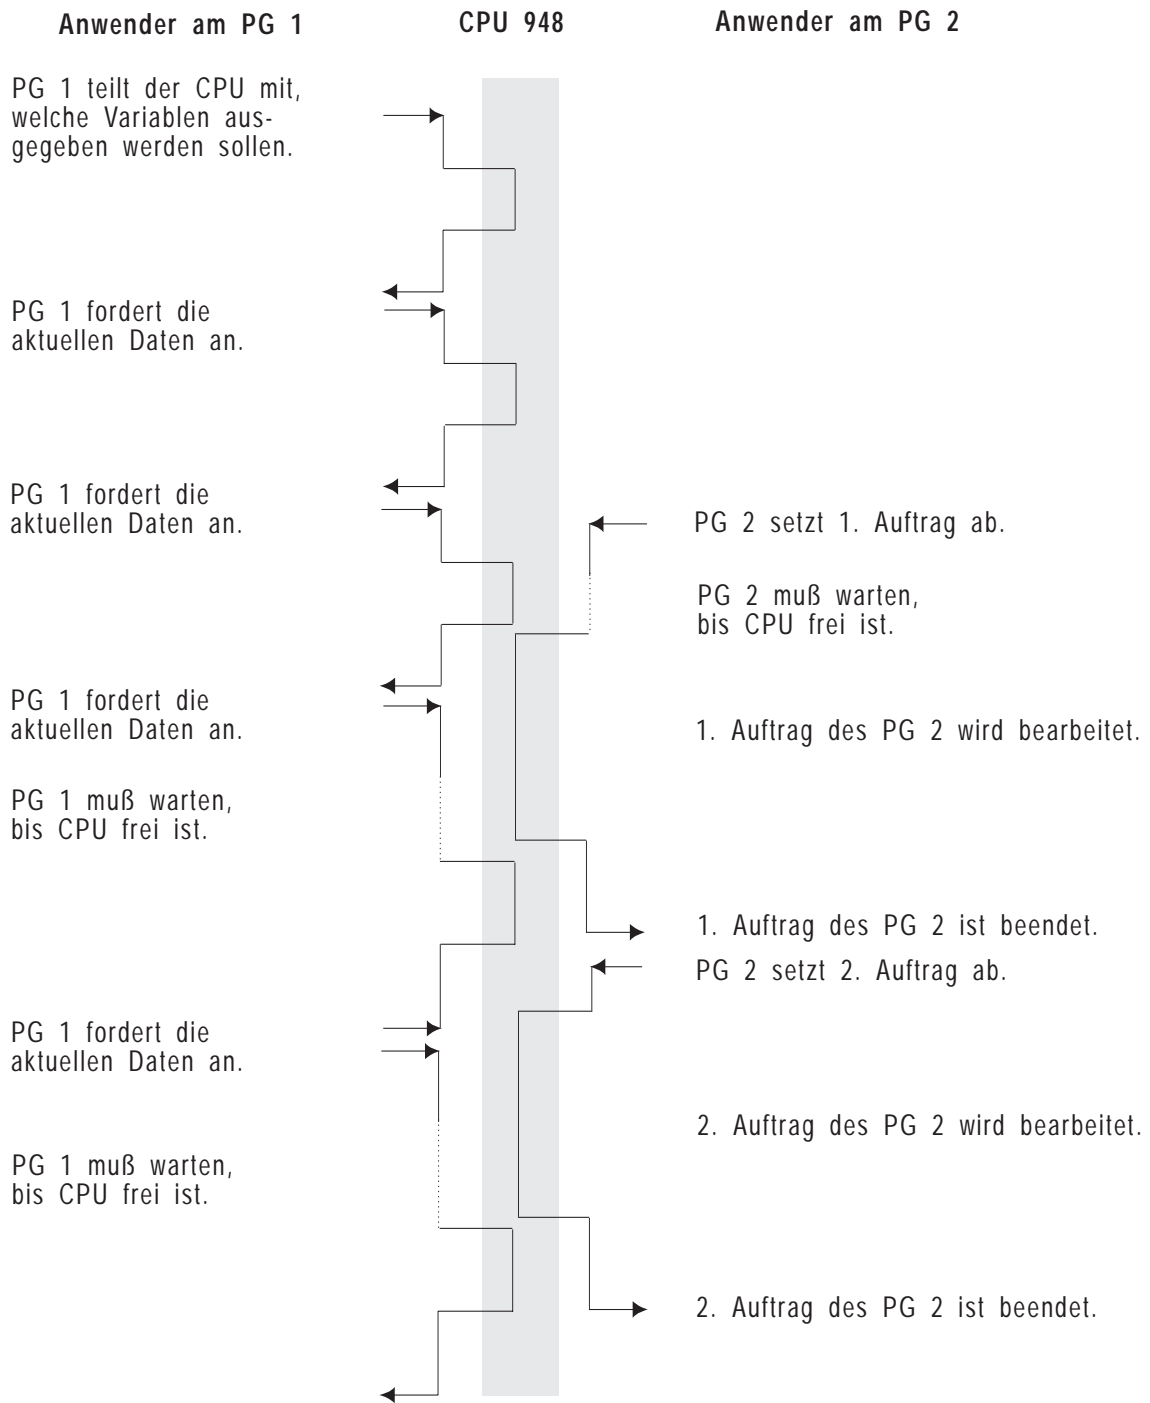 Anwender am PG 1
CPU 948
Anwender am PG 2
PG 1 teilt der CPU mit,
welche Variablen aus-
gegeben werden sollen.
PG 1 fordert die
aktuellen Daten an.
PG 1 fordert die
aktuellen Daten an.
PG 2 setzt 1. Auftrag ab.
PG 2 muß warten,
bis CPU frei ist.
PG 1 fordert die
aktuellen Daten an.
1. Auftrag des PG 2 wird bearbeitet.
PG 1 muß warten,
bis CPU frei ist.
1. Auftrag des PG 2 ist beendet.
PG 2 setzt 2. Auftrag ab.
PG 1 fordert die
aktuellen Daten an.
2. Auftrag des PG 2 wird bearbeitet.
PG 1 muß warten,
bis CPU frei ist.
2. Auftrag des PG 2 ist beendet.